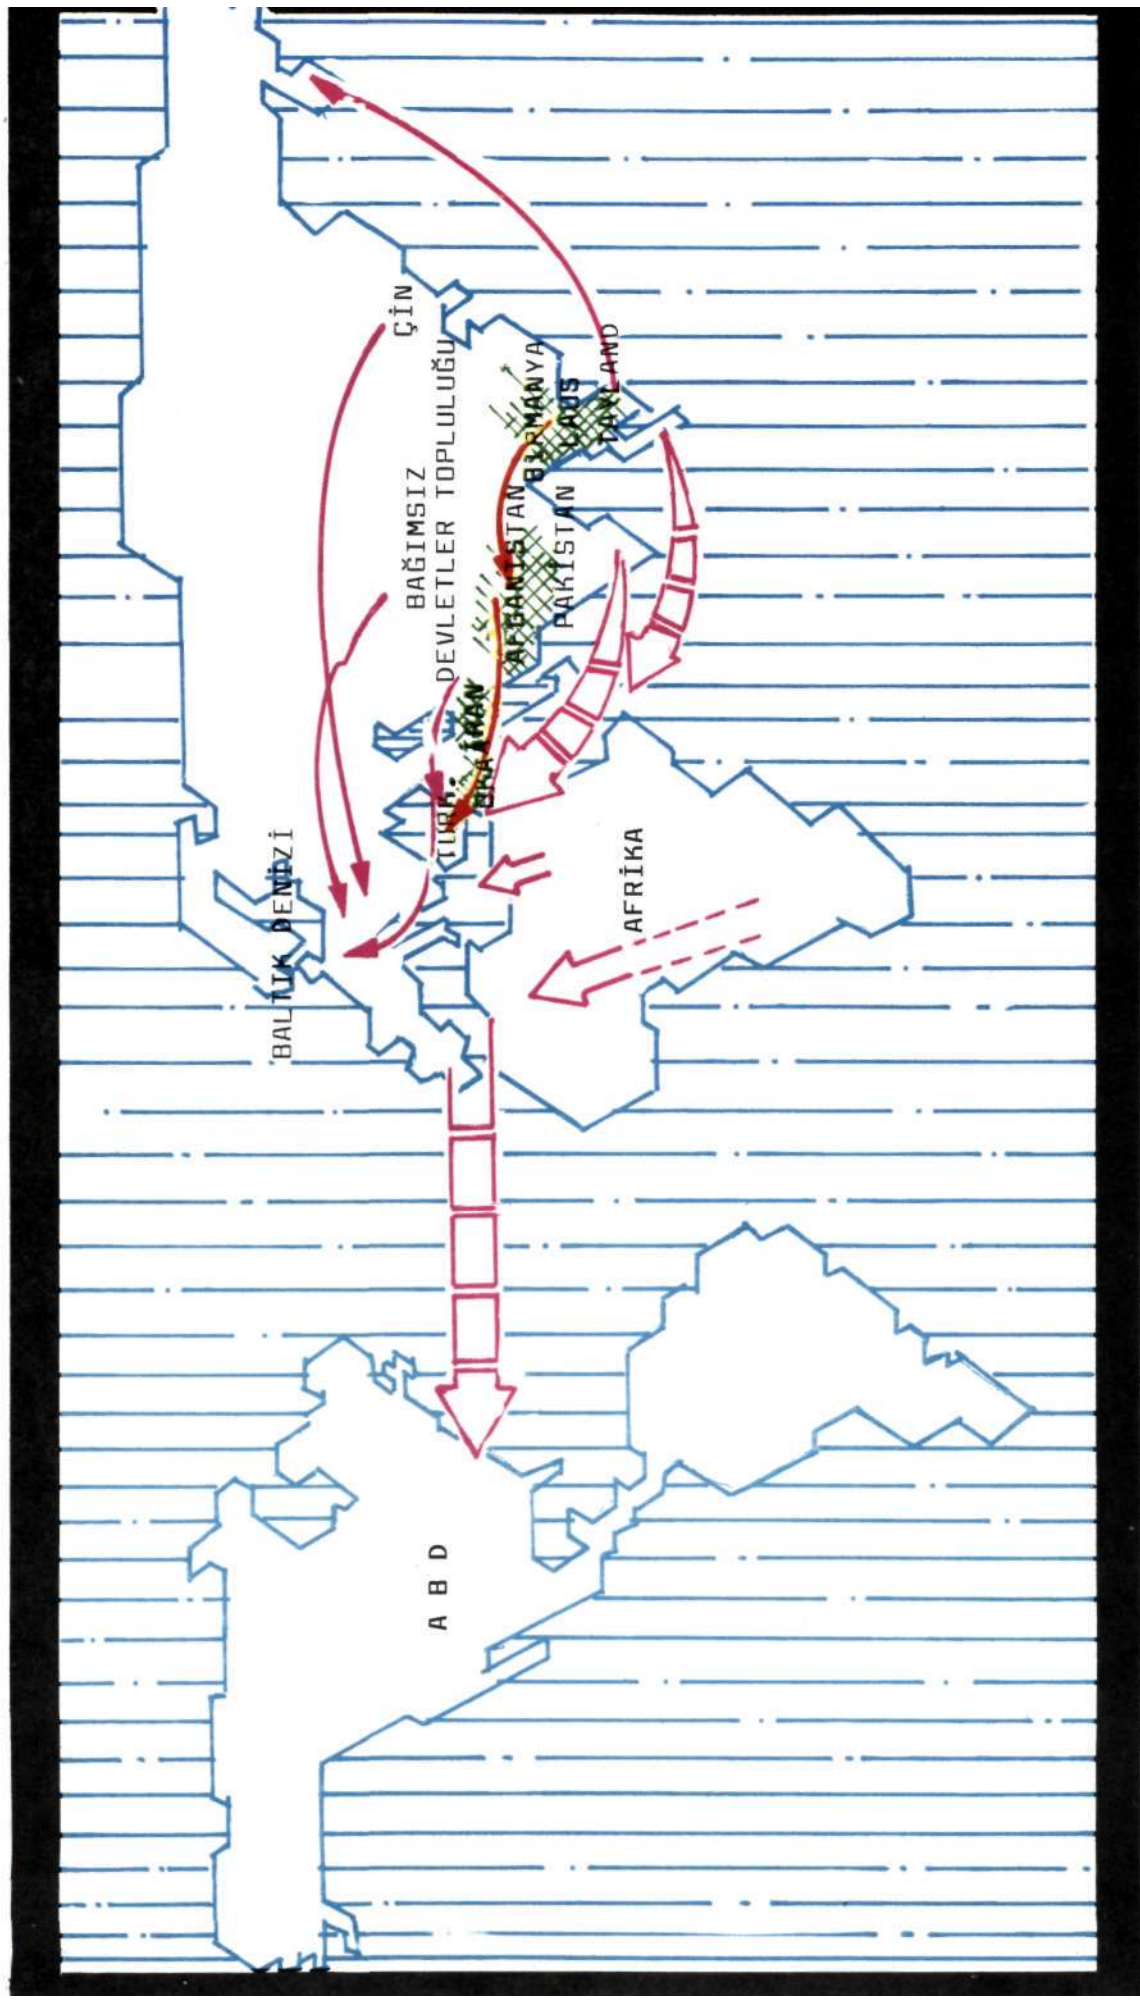 BALTIK DENİZİ
ÇİN
BAĞIMSIZ
DEVLETLER TOPLULUĞU
TÜRK.
İRAN
AFGANİSTAN
PAKİSTAN
BİRMANYA
LAOS
TAYLAND
AFRİKA
A B D